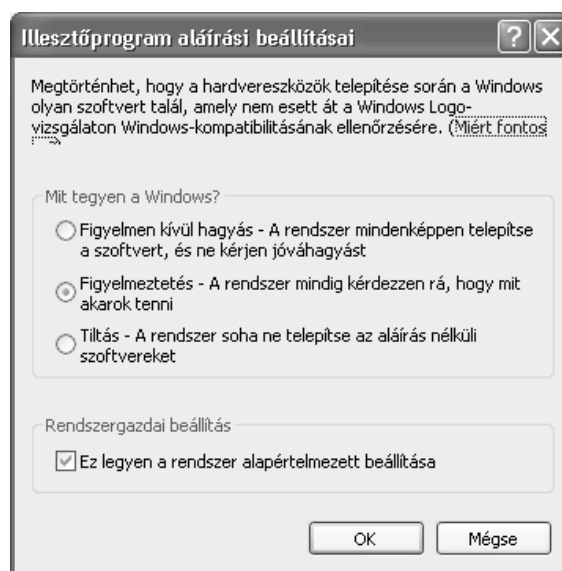 Illesztőprogram aláírási beállításai
Megtörténhet, hogy a hardvereszközök telepítése során a Windows
olyan szoftvert talál, amely nem esett át a Windows Logo-
vizsgálaton Windows-kompatibilitásának ellenőrzésére. (Miért fontos
Mit tegyen a Windows?
Figyelmen kívül hagyás - A rendszer mindenképpen telepítse
a szoftvert, és ne kérjen jóváhagyást
Figyelmeztetés - A rendszer mindig kérdezzen rá, hogy mit
akarok tenni
Tiltás - A rendszer soha ne telepítse az aláírás nélküli
szoftvereket
Rendszergazdai beállítás
Ez legyen a rendszer alapértelmezett beállítása
OK
Mégse